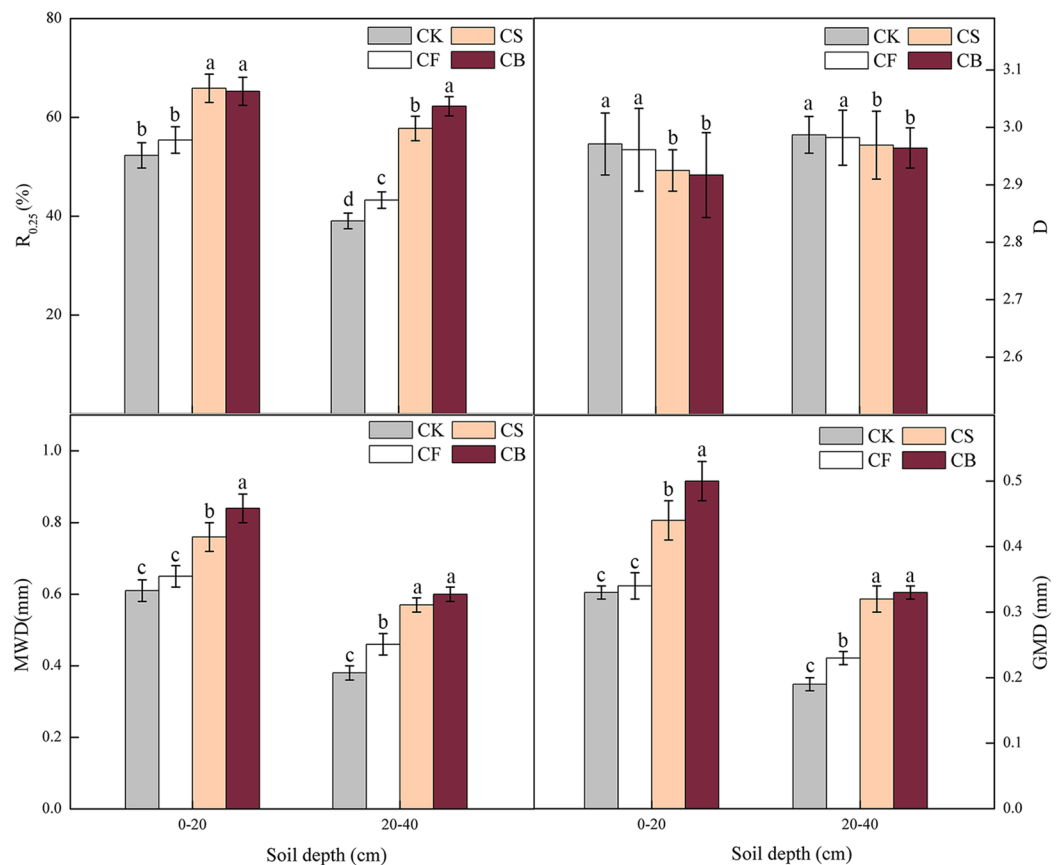 80
60
40
20
R0.25(%)
CK CS
CF CB
b b a a
d c b a
CK CS
CF CB
a a b b
a a b b
3.1
3.0
2.9
2.8
2.7
2.6
D
1.0
0.8
0.6
0.4
0.2
0.0
MWD(mm)
CK CS
CF CB
c c b a
c b a a
0-20 20-40
Soil depth (cm)
CK CS
CF CB
c c b a
c b a a
0.5
0.4
0.3
0.2
0.1
0.0
GMD (mm)
0-20 20-40
Soil depth (cm)